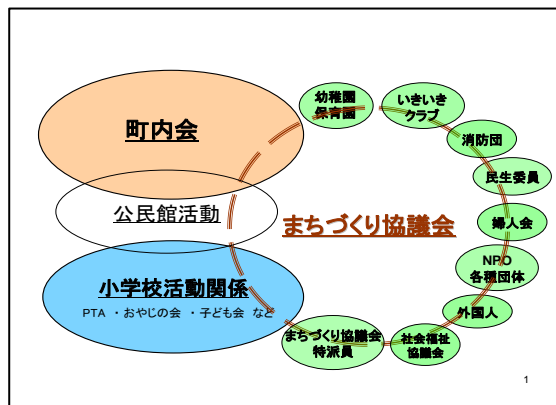 町内会
公民館活動
小学校活動関係
PTA ・おやじの会 ・子ども会 など
まちづくり協議会
幼稚園
保育園
いきいき
クラブ
消防団
民生委員
婦人会
NPO
各種団体
外国人
社会福祉
協議会
まちづくり協議会
特派員
1